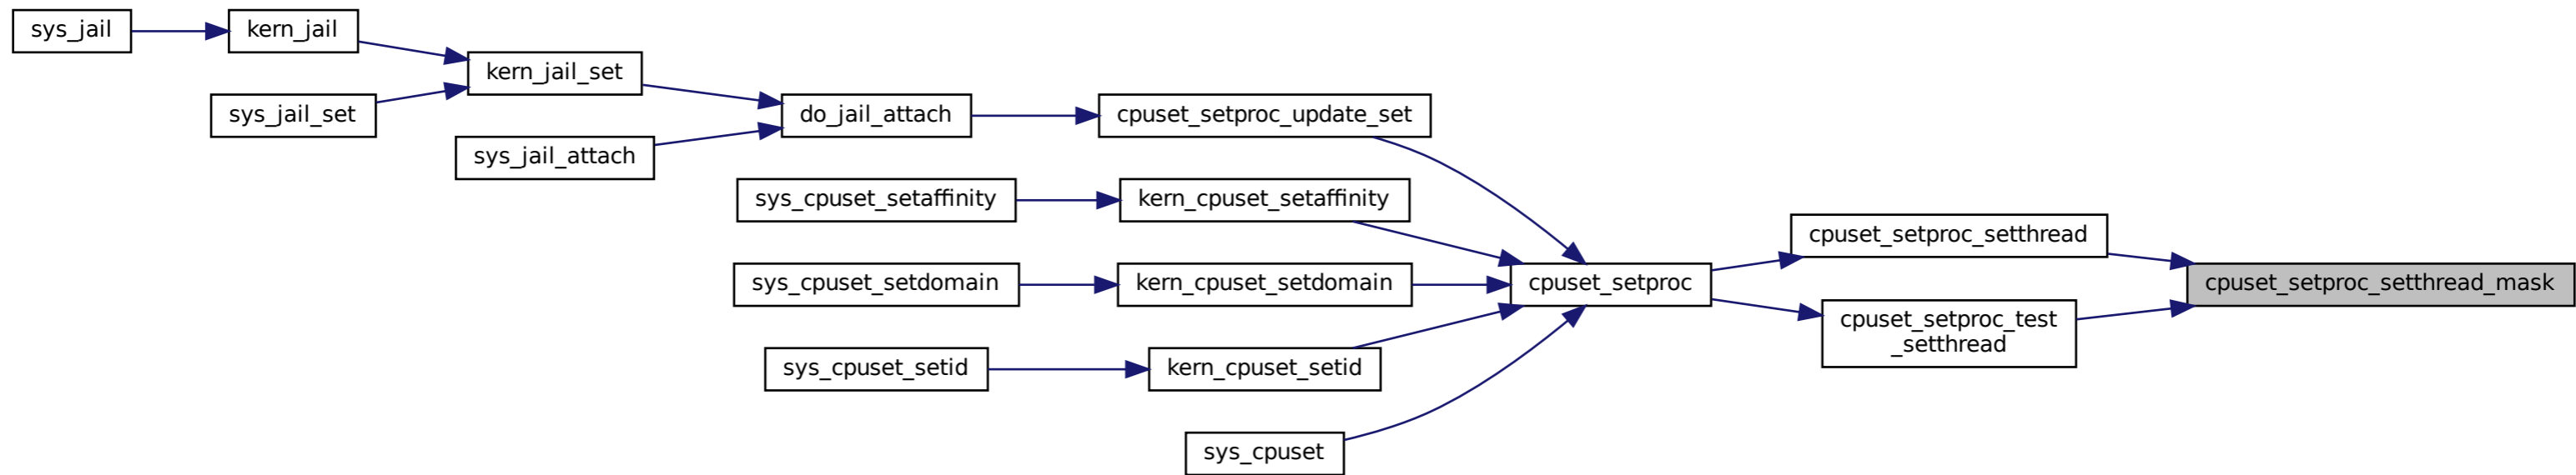 sys_jail
kern_jail
kern_jail_set
sys_jail_set
do_jail_attach
cpuset_setproc_update_set
sys_jail_attach
sys_cpuset_setaffinity
kern_cpuset_setaffinity
cpuset_setproc_setthread
sys_cpuset_setdomain
kern_cpuset_setdomain
cpuset_setproc
cpuset_setproc_setthread_mask
cpuset_setproc_test
_setthread
sys_cpuset_setid
kern_cpuset_setid
sys_cpuset